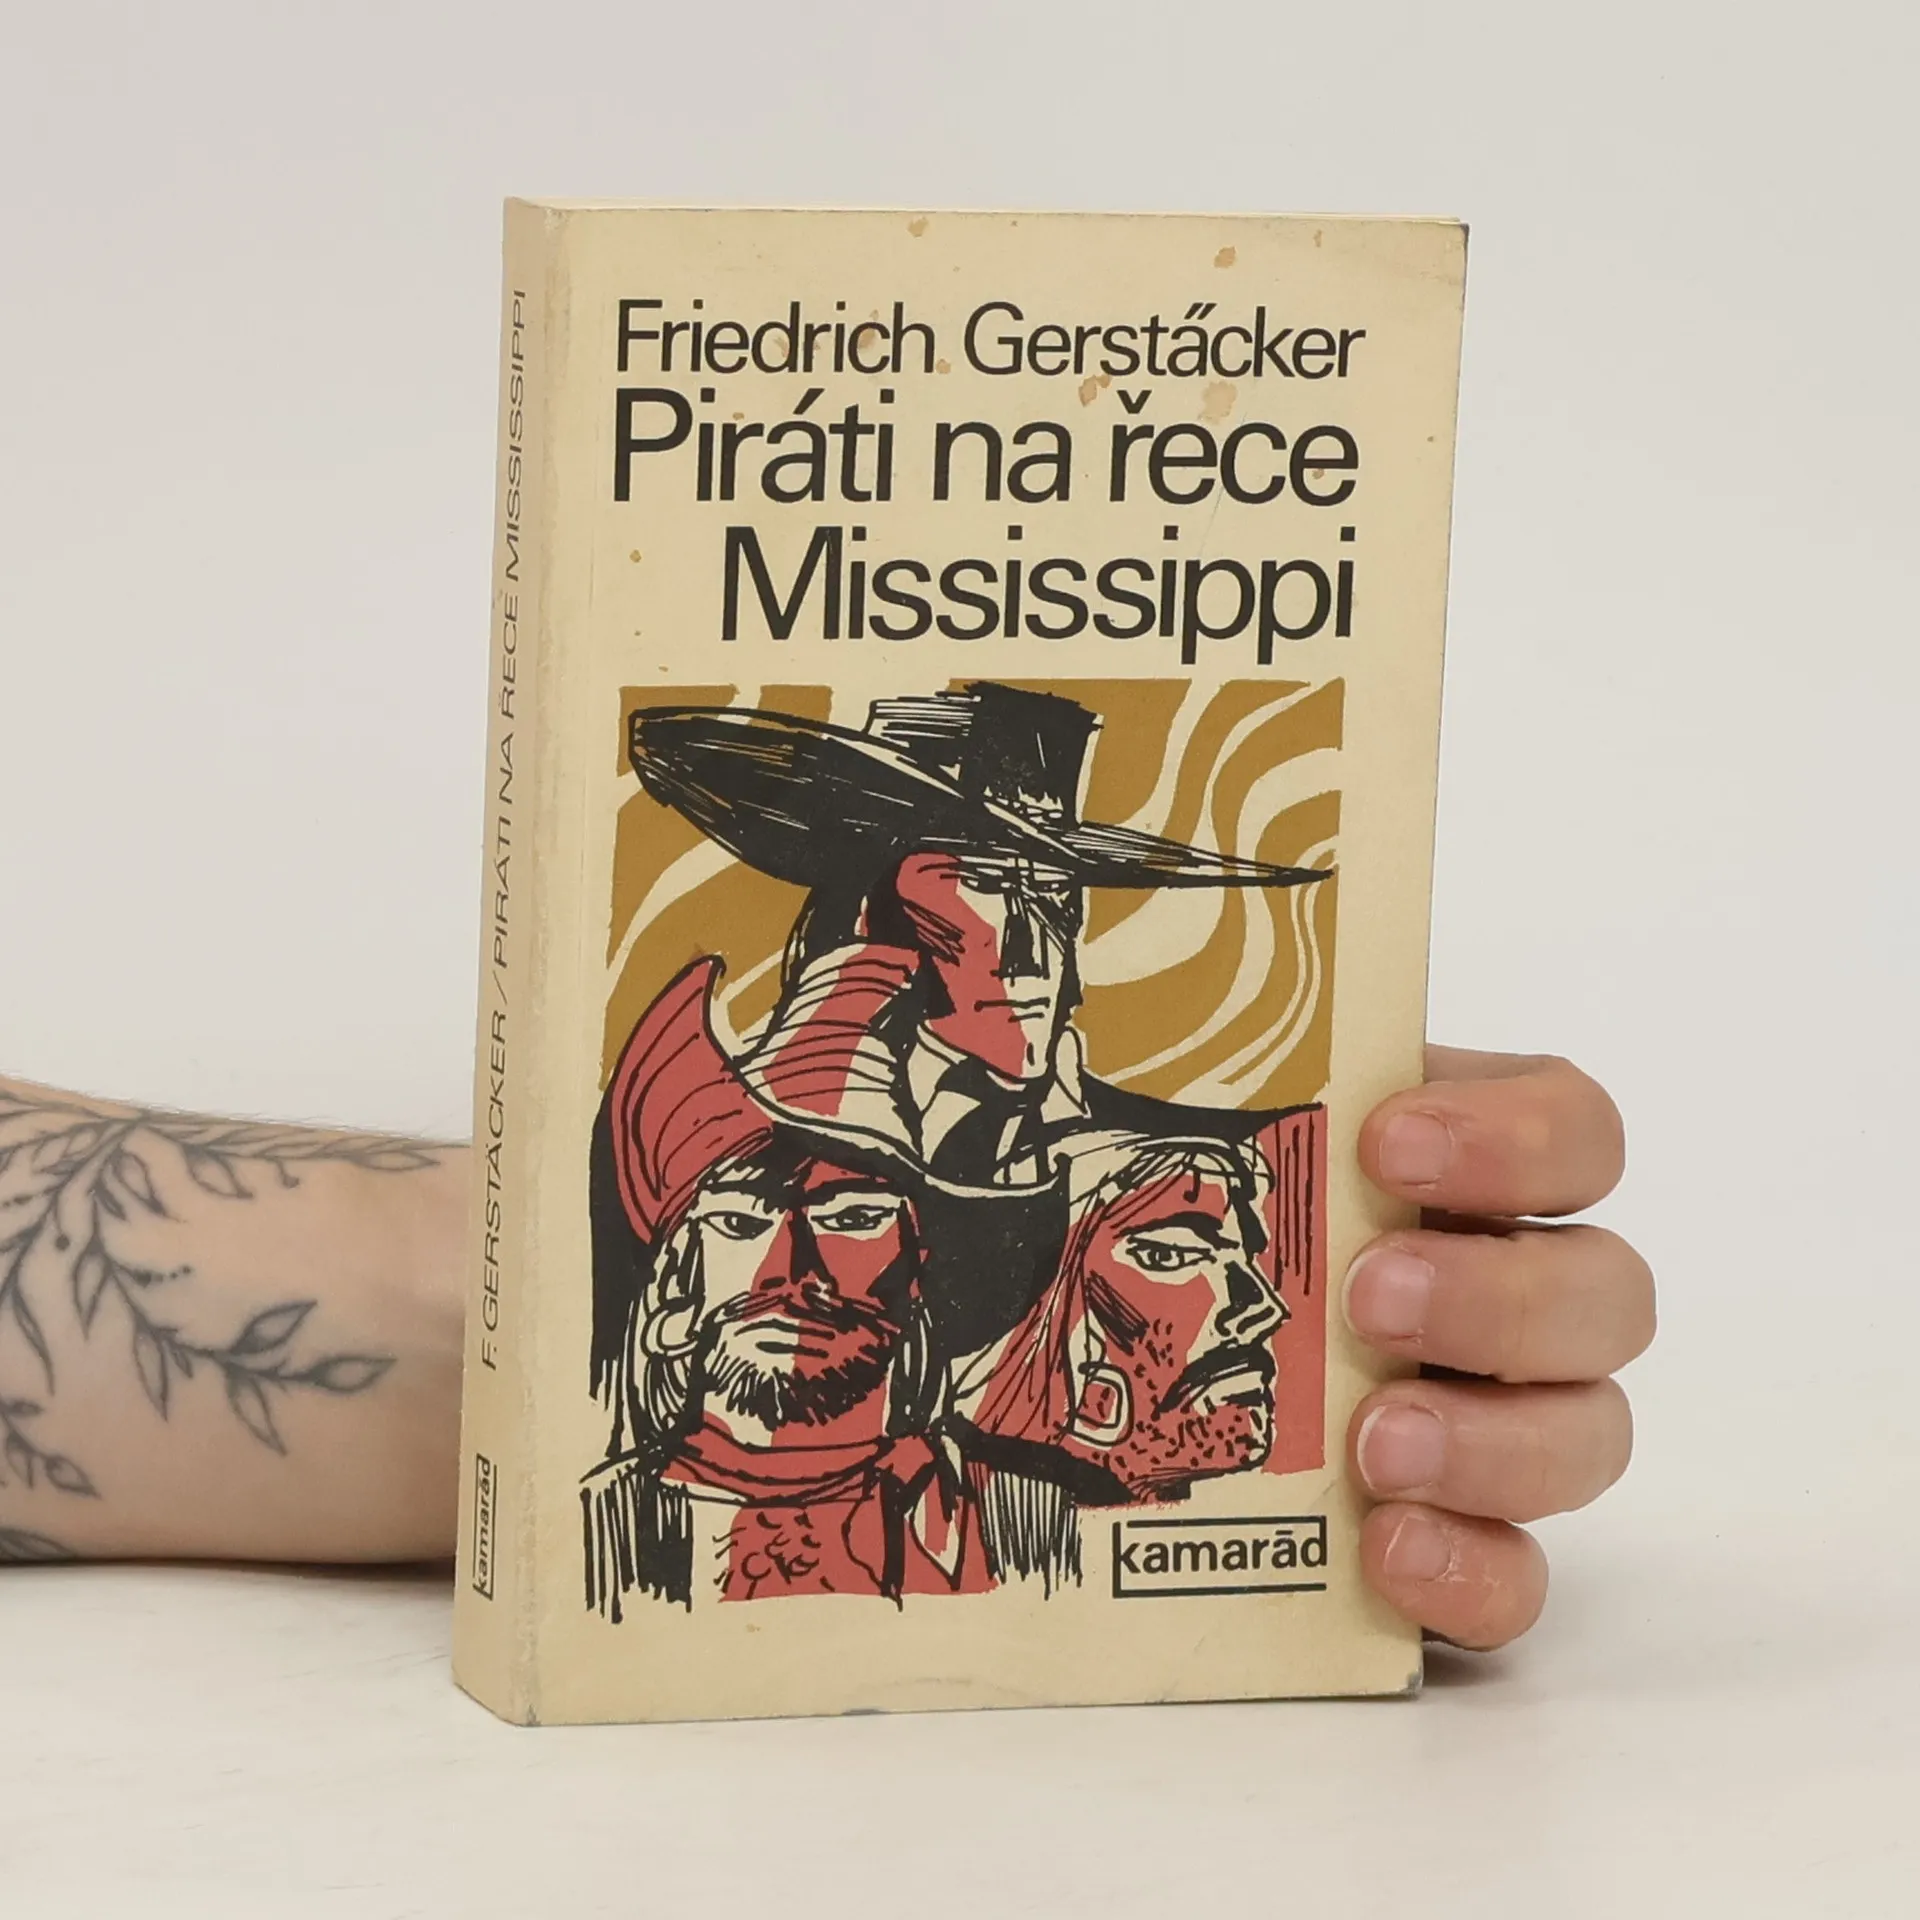 Friedrich Gerstäcker
Piráti na řece
Mississippi
kamarád
F. GERSTÄCKER / PIRÁTI NA ŘECE MISSISSIPPI
kamarád